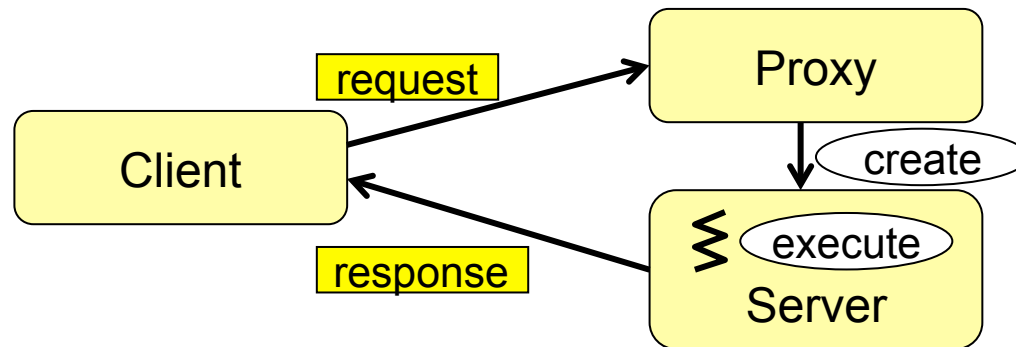 request
Proxy
Client
create
execute
response
Server